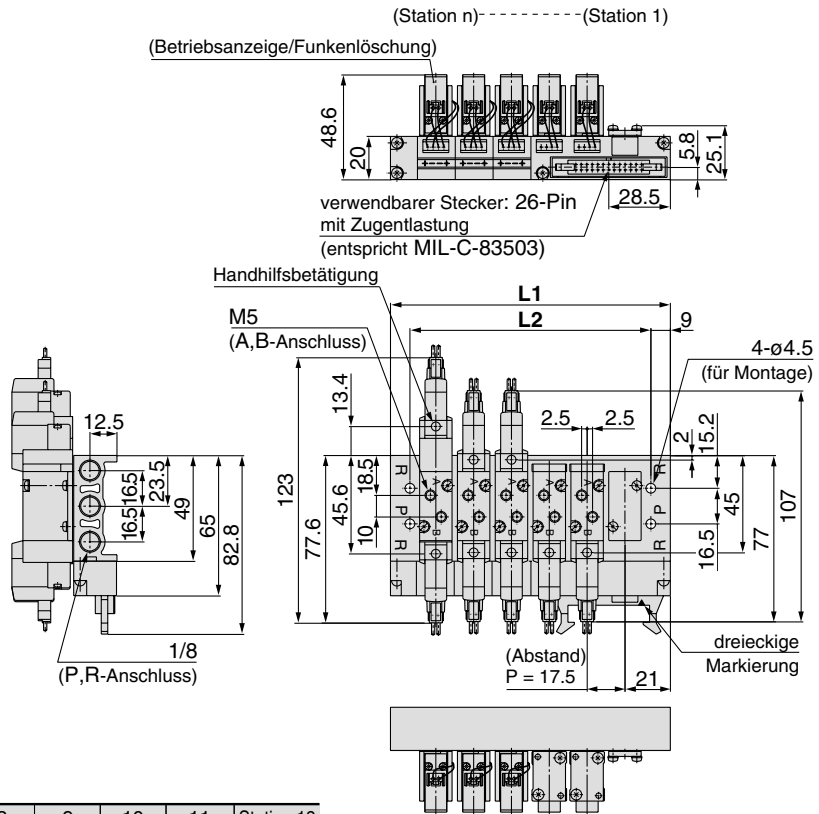 (Station n) (Station 1)
(Betriebsanzeige/Funkenlöschung)
48.6
20
5.8
25.1
28.5
verwendbarer Stecker: 26-Pin
mit Zugentlastung
(entspricht MIL-C-83503)
Handhilfsbetätigung
L1
L2
9
M5
(A,B-Anschluss)
4-ø4.5
(für Montage)
13.4
2.5
2.5
2
15.2
12.5
123
77.6
45.6
18.5
10
R
P
R
A
A
A
A
A
B
B
B
B
B
R
P
R
16.5
45
77
107
16.5
16.5
23.5
49
65
82.8
1/8
(P,R-Anschluss)
(Abstand)
P = 17.5
21
dreieckige
Markierung
9
10
11